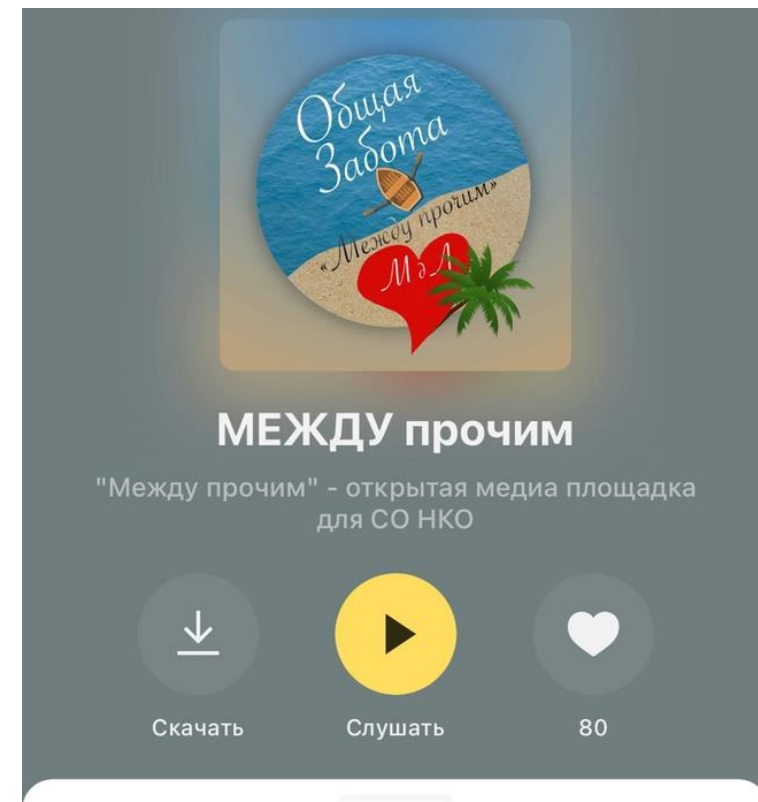 Общая
Забота
«Между прочим»
МдЛ
МЕЖДУ прочим
"Между прочим" - открытая медиа площадка
для СО НКО
Скачать
Слушать
80